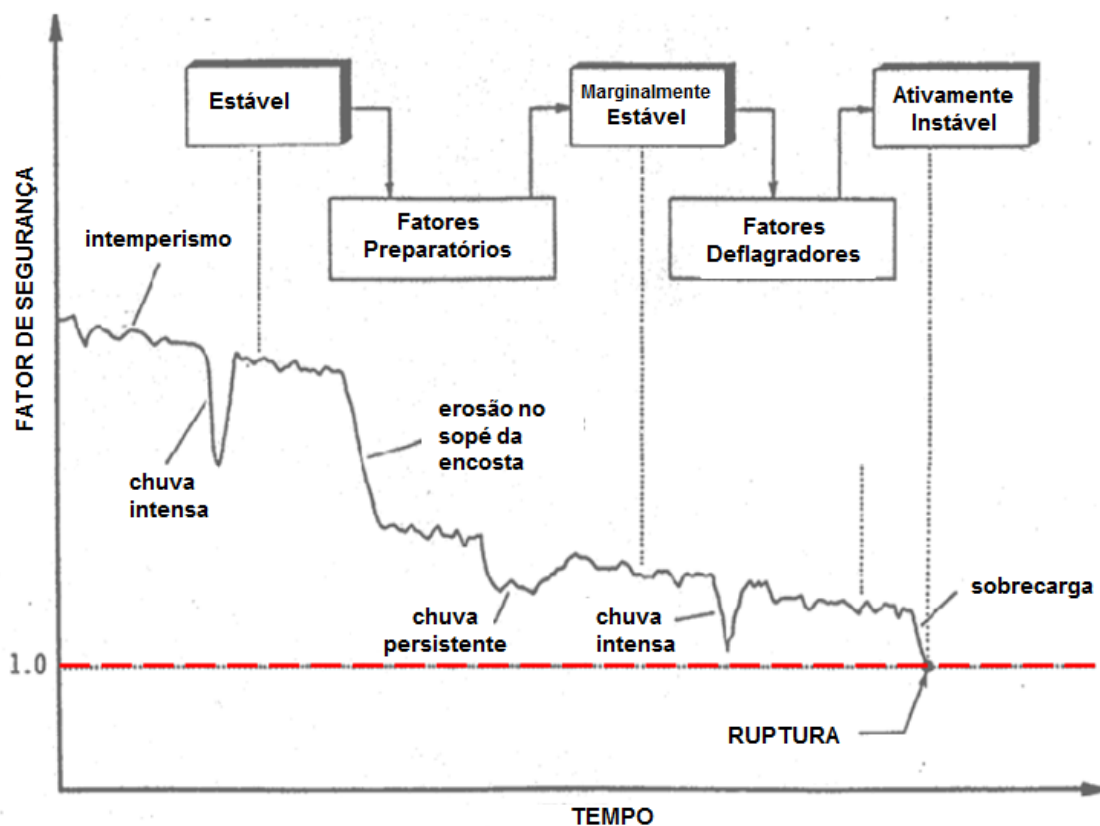 Estável
Marginalmente
Estável
Ativamente
Instável
Fatores
Preparatórios
Fatores
Deflagradores
FATOR DE SEGURANÇA
intemperismo
chuva
intensa
erosão no
sopé da
encosta
chuva
persistente
chuva
intensa
sobrecarga
1.0
RUPTURA
TEMPO